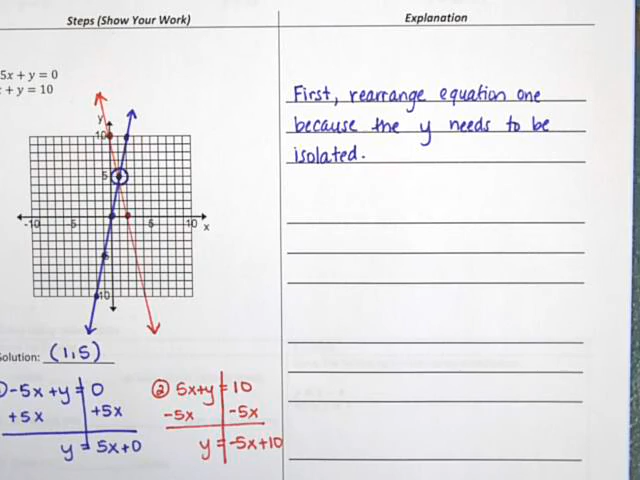 Steps (Show Your Work)
Explanation
5x + y = 0
+ y = 10
First, rearrange equation one
because the y needs to be
isolated.
y
10
5
-10
-5
5
10
x
-10
Solution: (1,5)
-5x+y=0
+5x +5x
y=5x+0
② 5x+y=10
-5x -5x
y=-5x+10